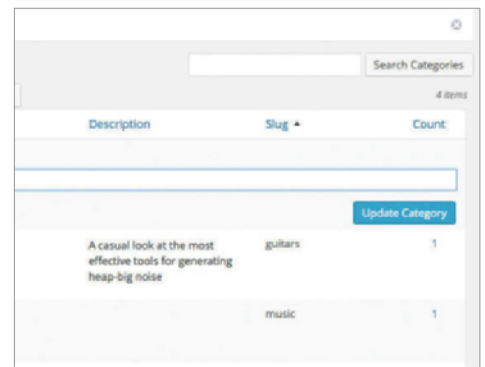 Search Categories
4 items
Description Slug Count
Update Category
A casual look at the most guitars 1
effective tools for generating
heap-big noise
music 1